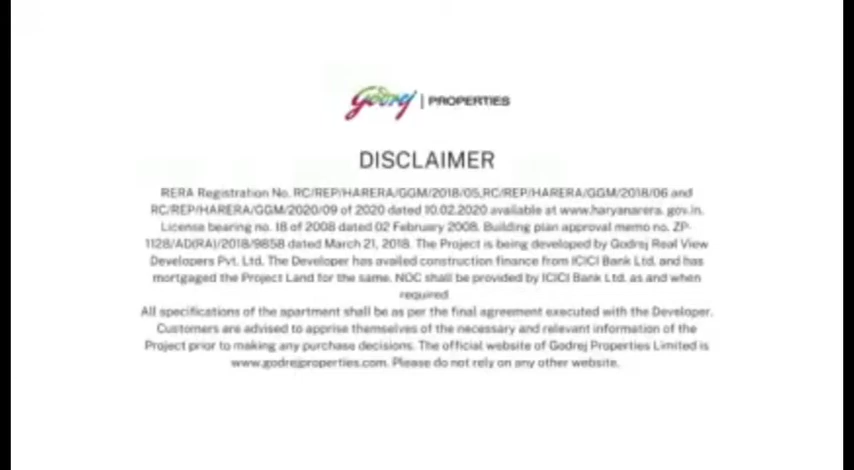 Godrej | PROPERTIES
DISCLAIMER
RERA Registration No. RC/REP/HARERA/GGM/2018/05,RC/REP/HARERA/GGM/2018/06 and
RC/REP/HARERA/GGM/2020/09 of 2020 dated 10.02.2020 available at www.haryanarera. gov.in.
License bearing no. 18 of 2008 dated 02 February 2008. Building plan approval memo no. ZP-
1128/AD(RA)/2018/9858 dated March 21, 2018. The Project is being developed by Godrej Real View
Developers Pvt. Ltd. The Developer has availed construction finance from ICICI Bank Ltd. and has
mortgaged the Project Land for the same. NOC shall be provided by ICICI Bank Ltd. as and when
required
All specifications of the apartment shall be as per the final agreement executed with the Developer.
Customers are advised to apprise themselves of the necessary and relevant information of the
Project prior to making any purchase decisions. The official website of Godrej Properties Limited is
www.godrejproperties.com. Please do not rely on any other website.